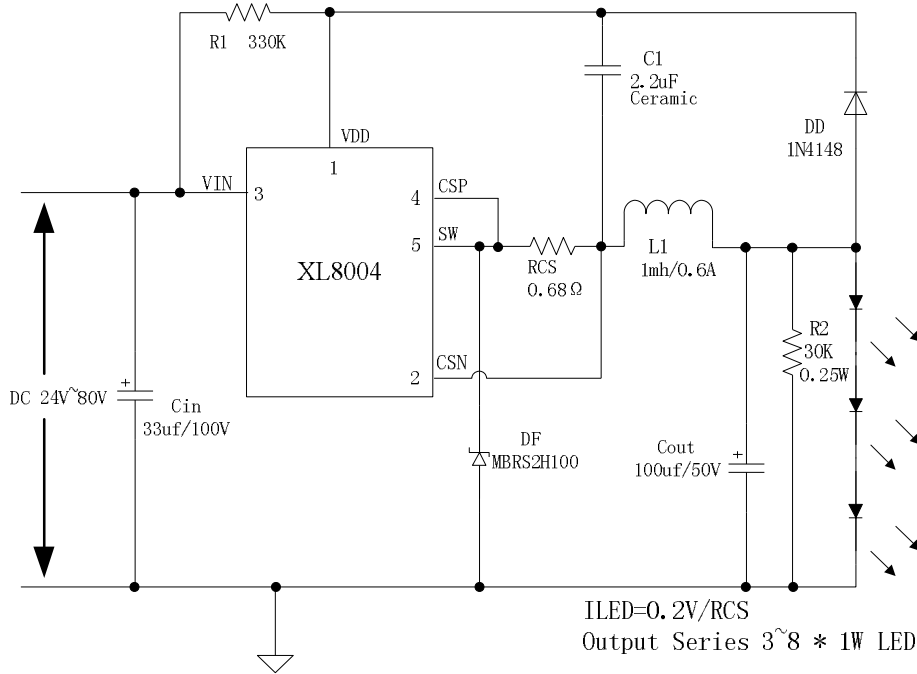 R1 330K
C1
2.2uF
Ceramic
DD
1N4148
VDD
1
VIN
3
CSP
4
SW
5
XL8004
RCS
0.68Ω
L1
1mh/0.6A
CSN
2
R2
30K
0.25W
DC 24V~80V
Cin
33uf/100V
+
DF
MBRS2H100
Cout
100uf/50V
+
ILED=0.2V/RCS
Output Series 3~8 * 1W LED